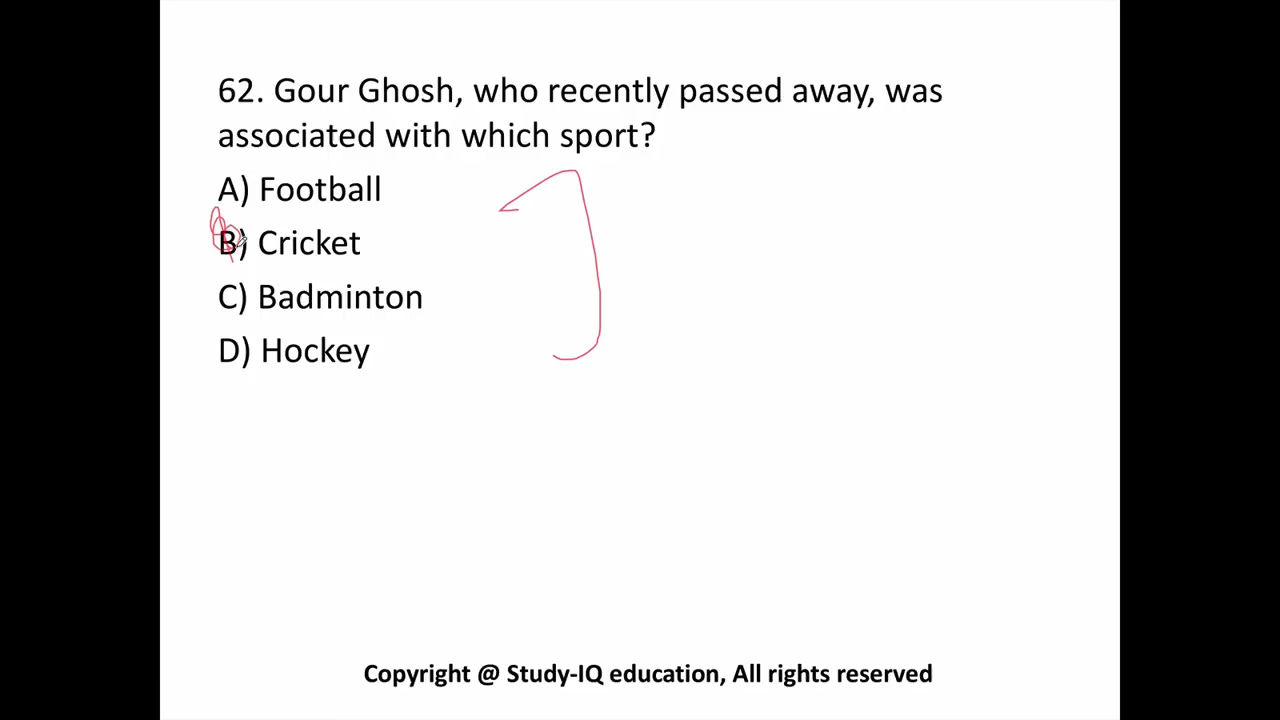 62. Gour Ghosh, who recently passed away, was
associated with which sport?
A) Football
B) Cricket
C) Badminton
D) Hockey
Copyright @ Study-IQ education, All rights reserved